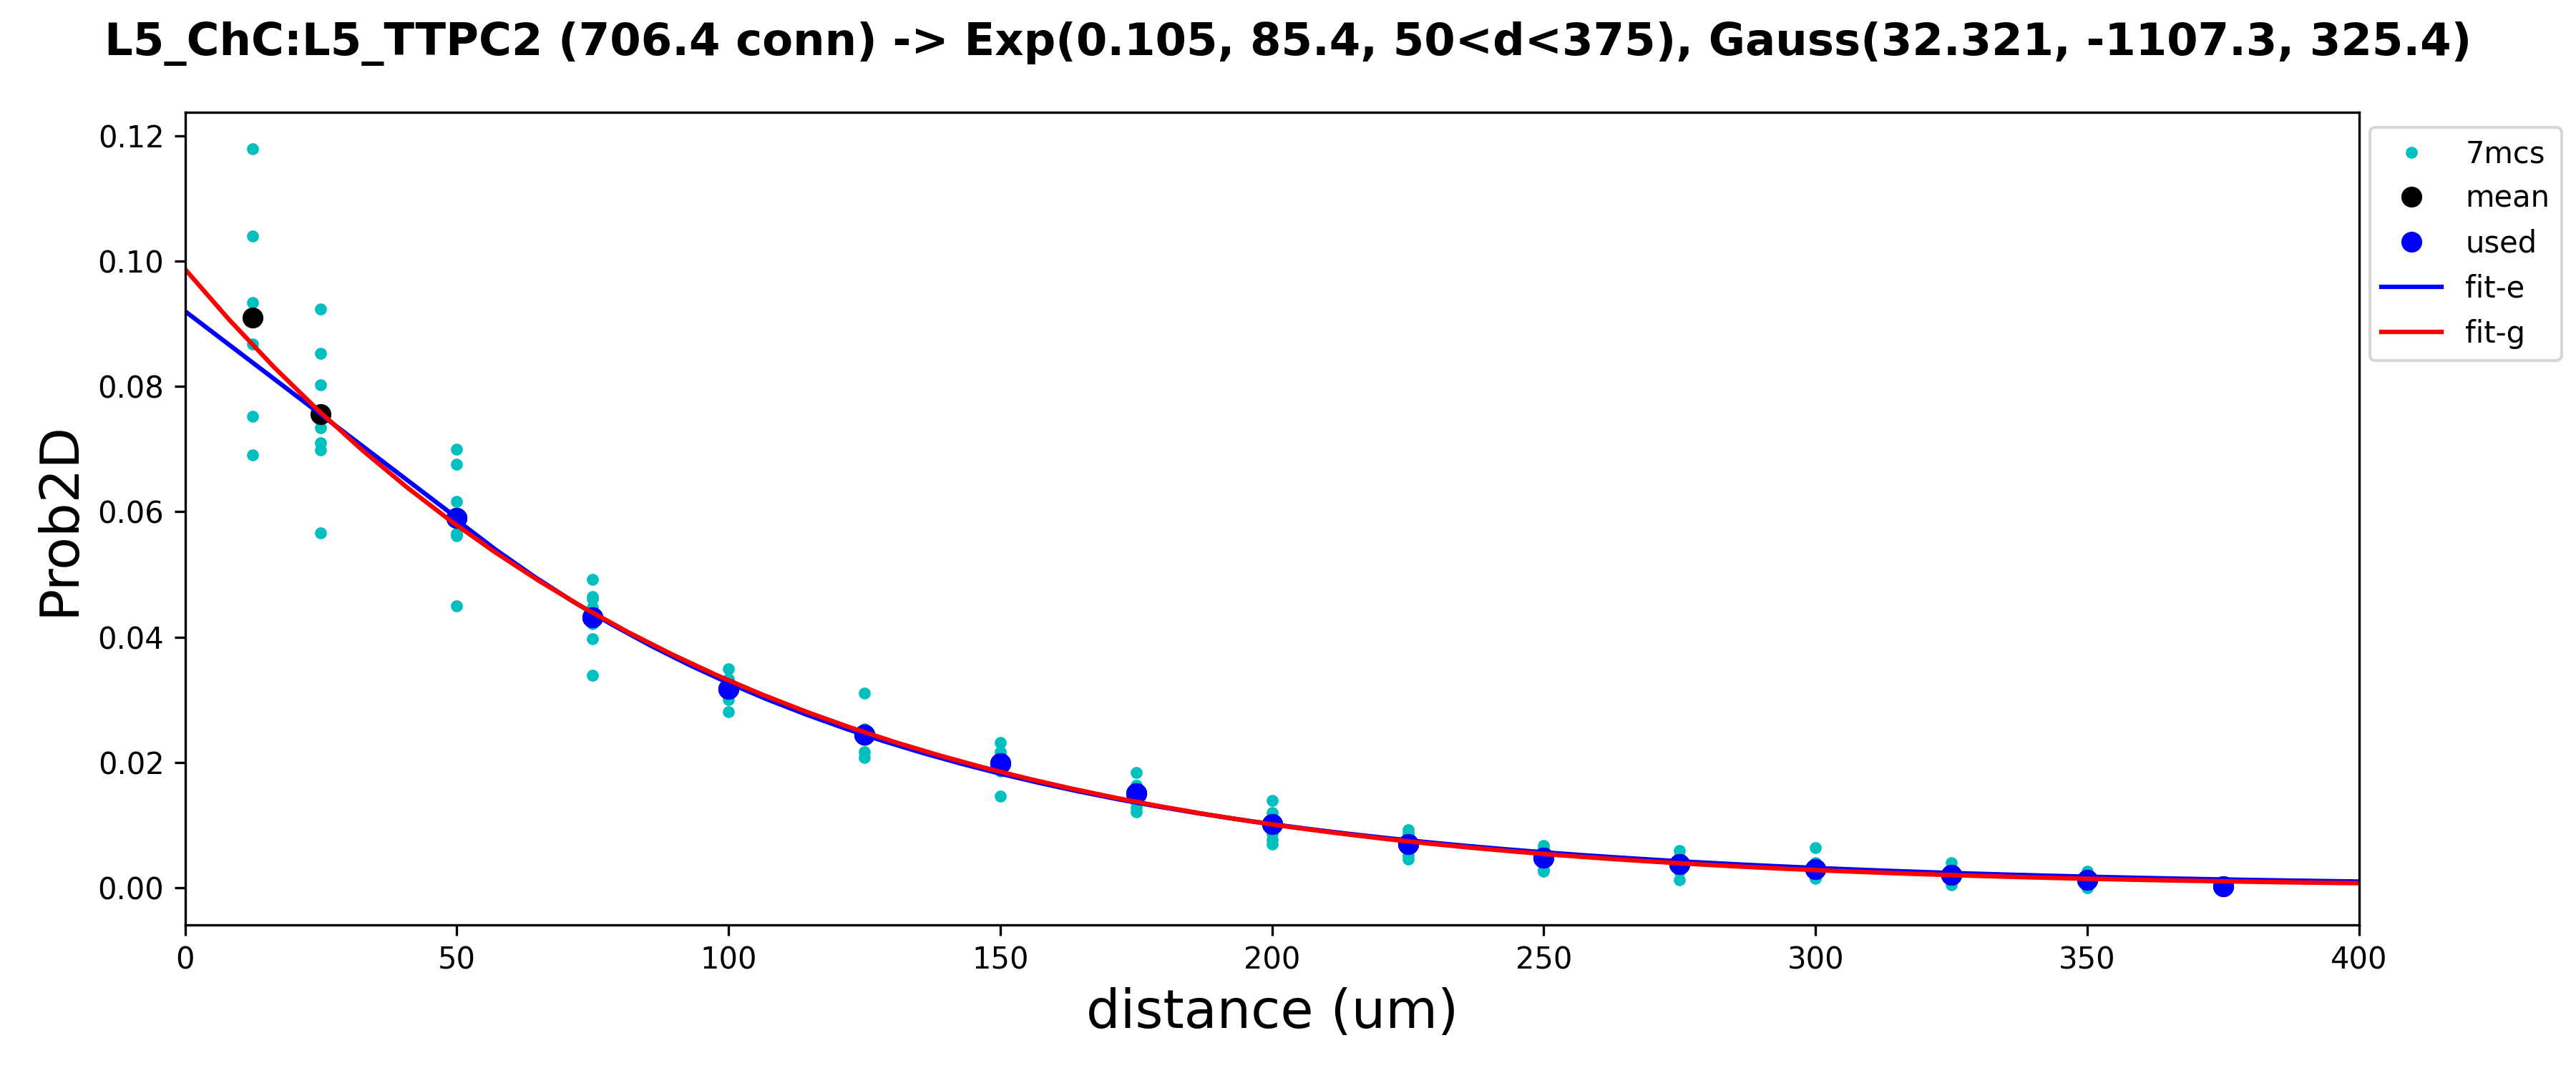 L5_ChC:L5_TTPC2 (706.4 conn) -> Exp(0.105, 85.4, 50<d<375), Gauss(32.321, -1107.3, 325.4)
0.12
0.10
0.08
0.06
0.04
0.02
0.00
Prob2D
0 50 100 150 200 250 300 350 400
distance (um)
7mcs
mean
used
fit-e
fit-g